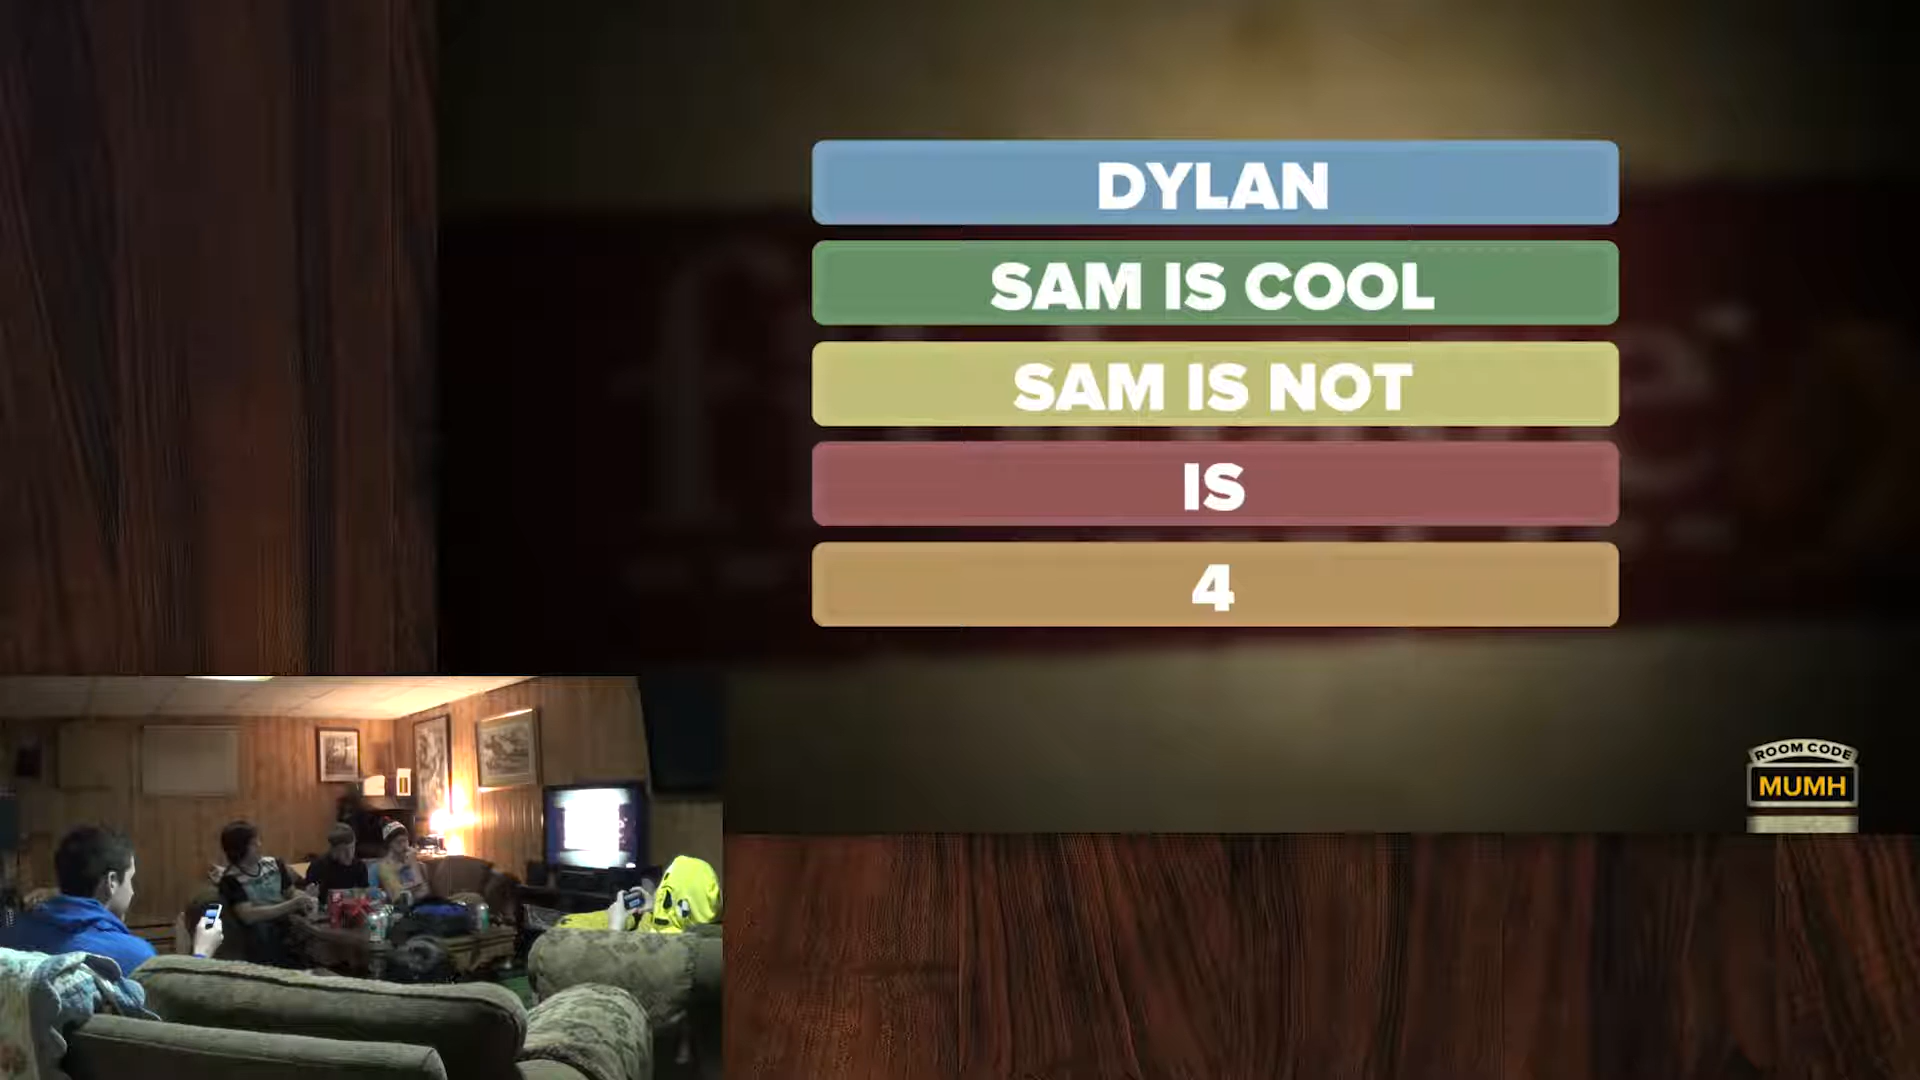 DYLAN
SAM IS COOL
SAM IS NOT
IS
4
ROOM CODE
MUMH